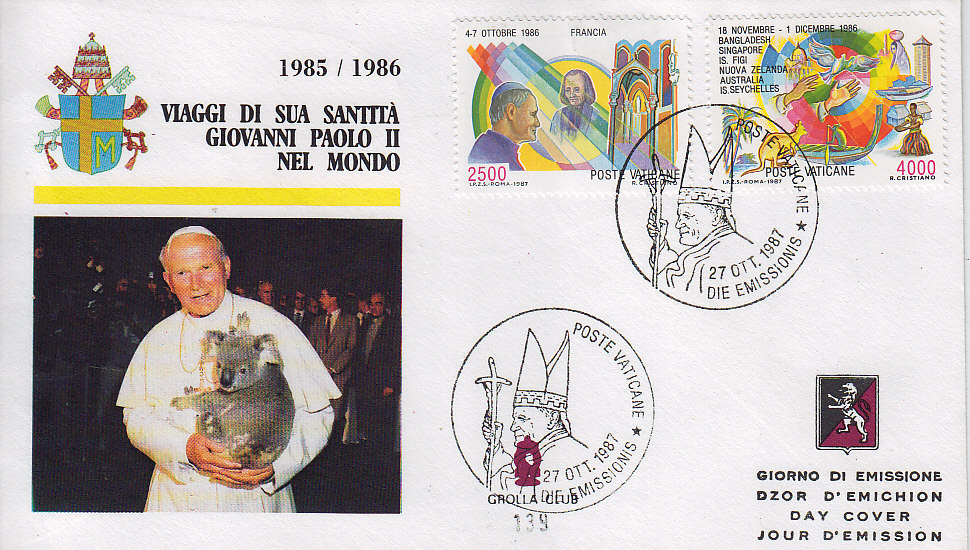 1985 / 1986
VIAGGI DI SUA SANTITÀ
GIOVANNI PAOLO II
NEL MONDO
M
4-7 OTTOBRE 1986 FRANCIA
2500 POSTE VATICANE
I.P.Z.S.-ROMA-1987 R. CRISTIANO
18 NOVEMBRE - 1 DICEMBRE 1986
BANGLADESH
SINGAPORE
IS. FIGI
NUOVA ZELANDA
AUSTRALIA
IS. SEYCHELLES
POSTE VATICANE 4000
I.P.Z.S.-ROMA-1987 R. CRISTIANO
POSTE VATICANE
27 OTT. 1987
DIE EMISSIONIS
POSTE VATICANE
27 OTT. 1987
DIE EMISSIONIS
GROLLA CLUB
139
GIORNO DI EMISSIONE
DZOR D'EMICHION
DAY COVER
JOUR D'EMISSION